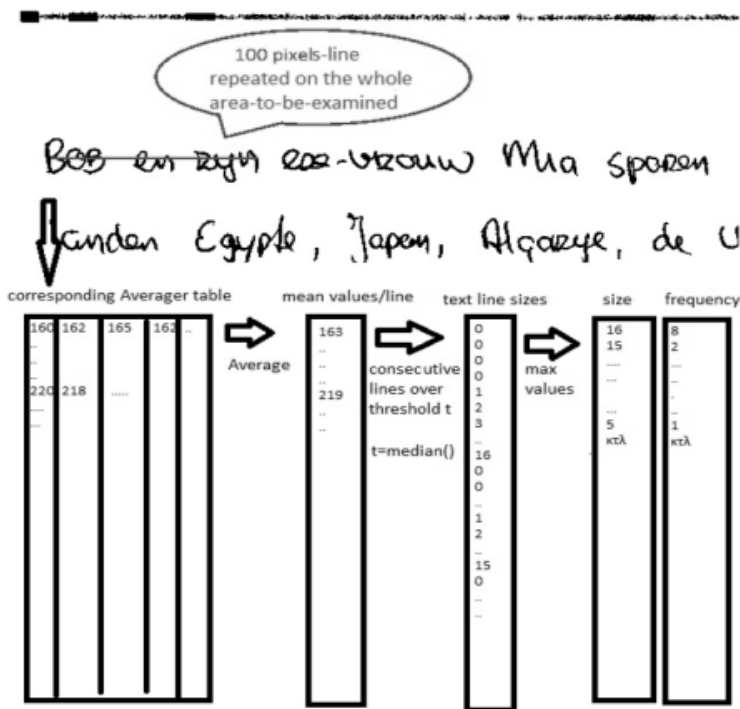 100 pixels-line
repeated on the whole
area-to-be-examined
Bob en zijn ex-vrouw Mia sparen
landen Egypte, Japan, Algarije, de
corresponding Averager table
mean values/line
text line sizes
size
frequency
160 162 165 162 ..
..
..
..
220 218 .....
....
...
Average
163
..
..
..
219
..
..
consecutive
lines over
threshold t
t=median()
0
0
0
0
1
2
3
..
16
0
0
..
1
2
..
15
0
..
..
max
values
16 8
15 2
.... ...
... ..
.
... ..
5 1
κτλ κτλ